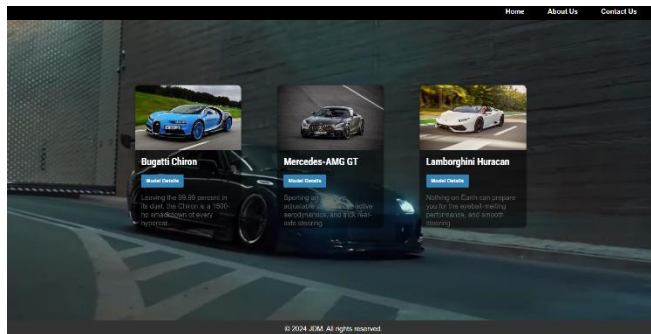 Home About Us Contact Us
Bugatti Chiron
Model Details
Leaving the 99.99 percent in
its dust, the Chiron is a 1500-
hp smackdown of every
hypercar
Mercedes-AMG GT
Model Details
Sporting an
adjustable active
aerodynamics, and trick rear-
axle steering
Lamborghini Huracan
Model Details
Nothing on Earth can prepare
you for the eyeball-melting
performance, and smooth
steering
© 2024 JDM. All rights reserved.